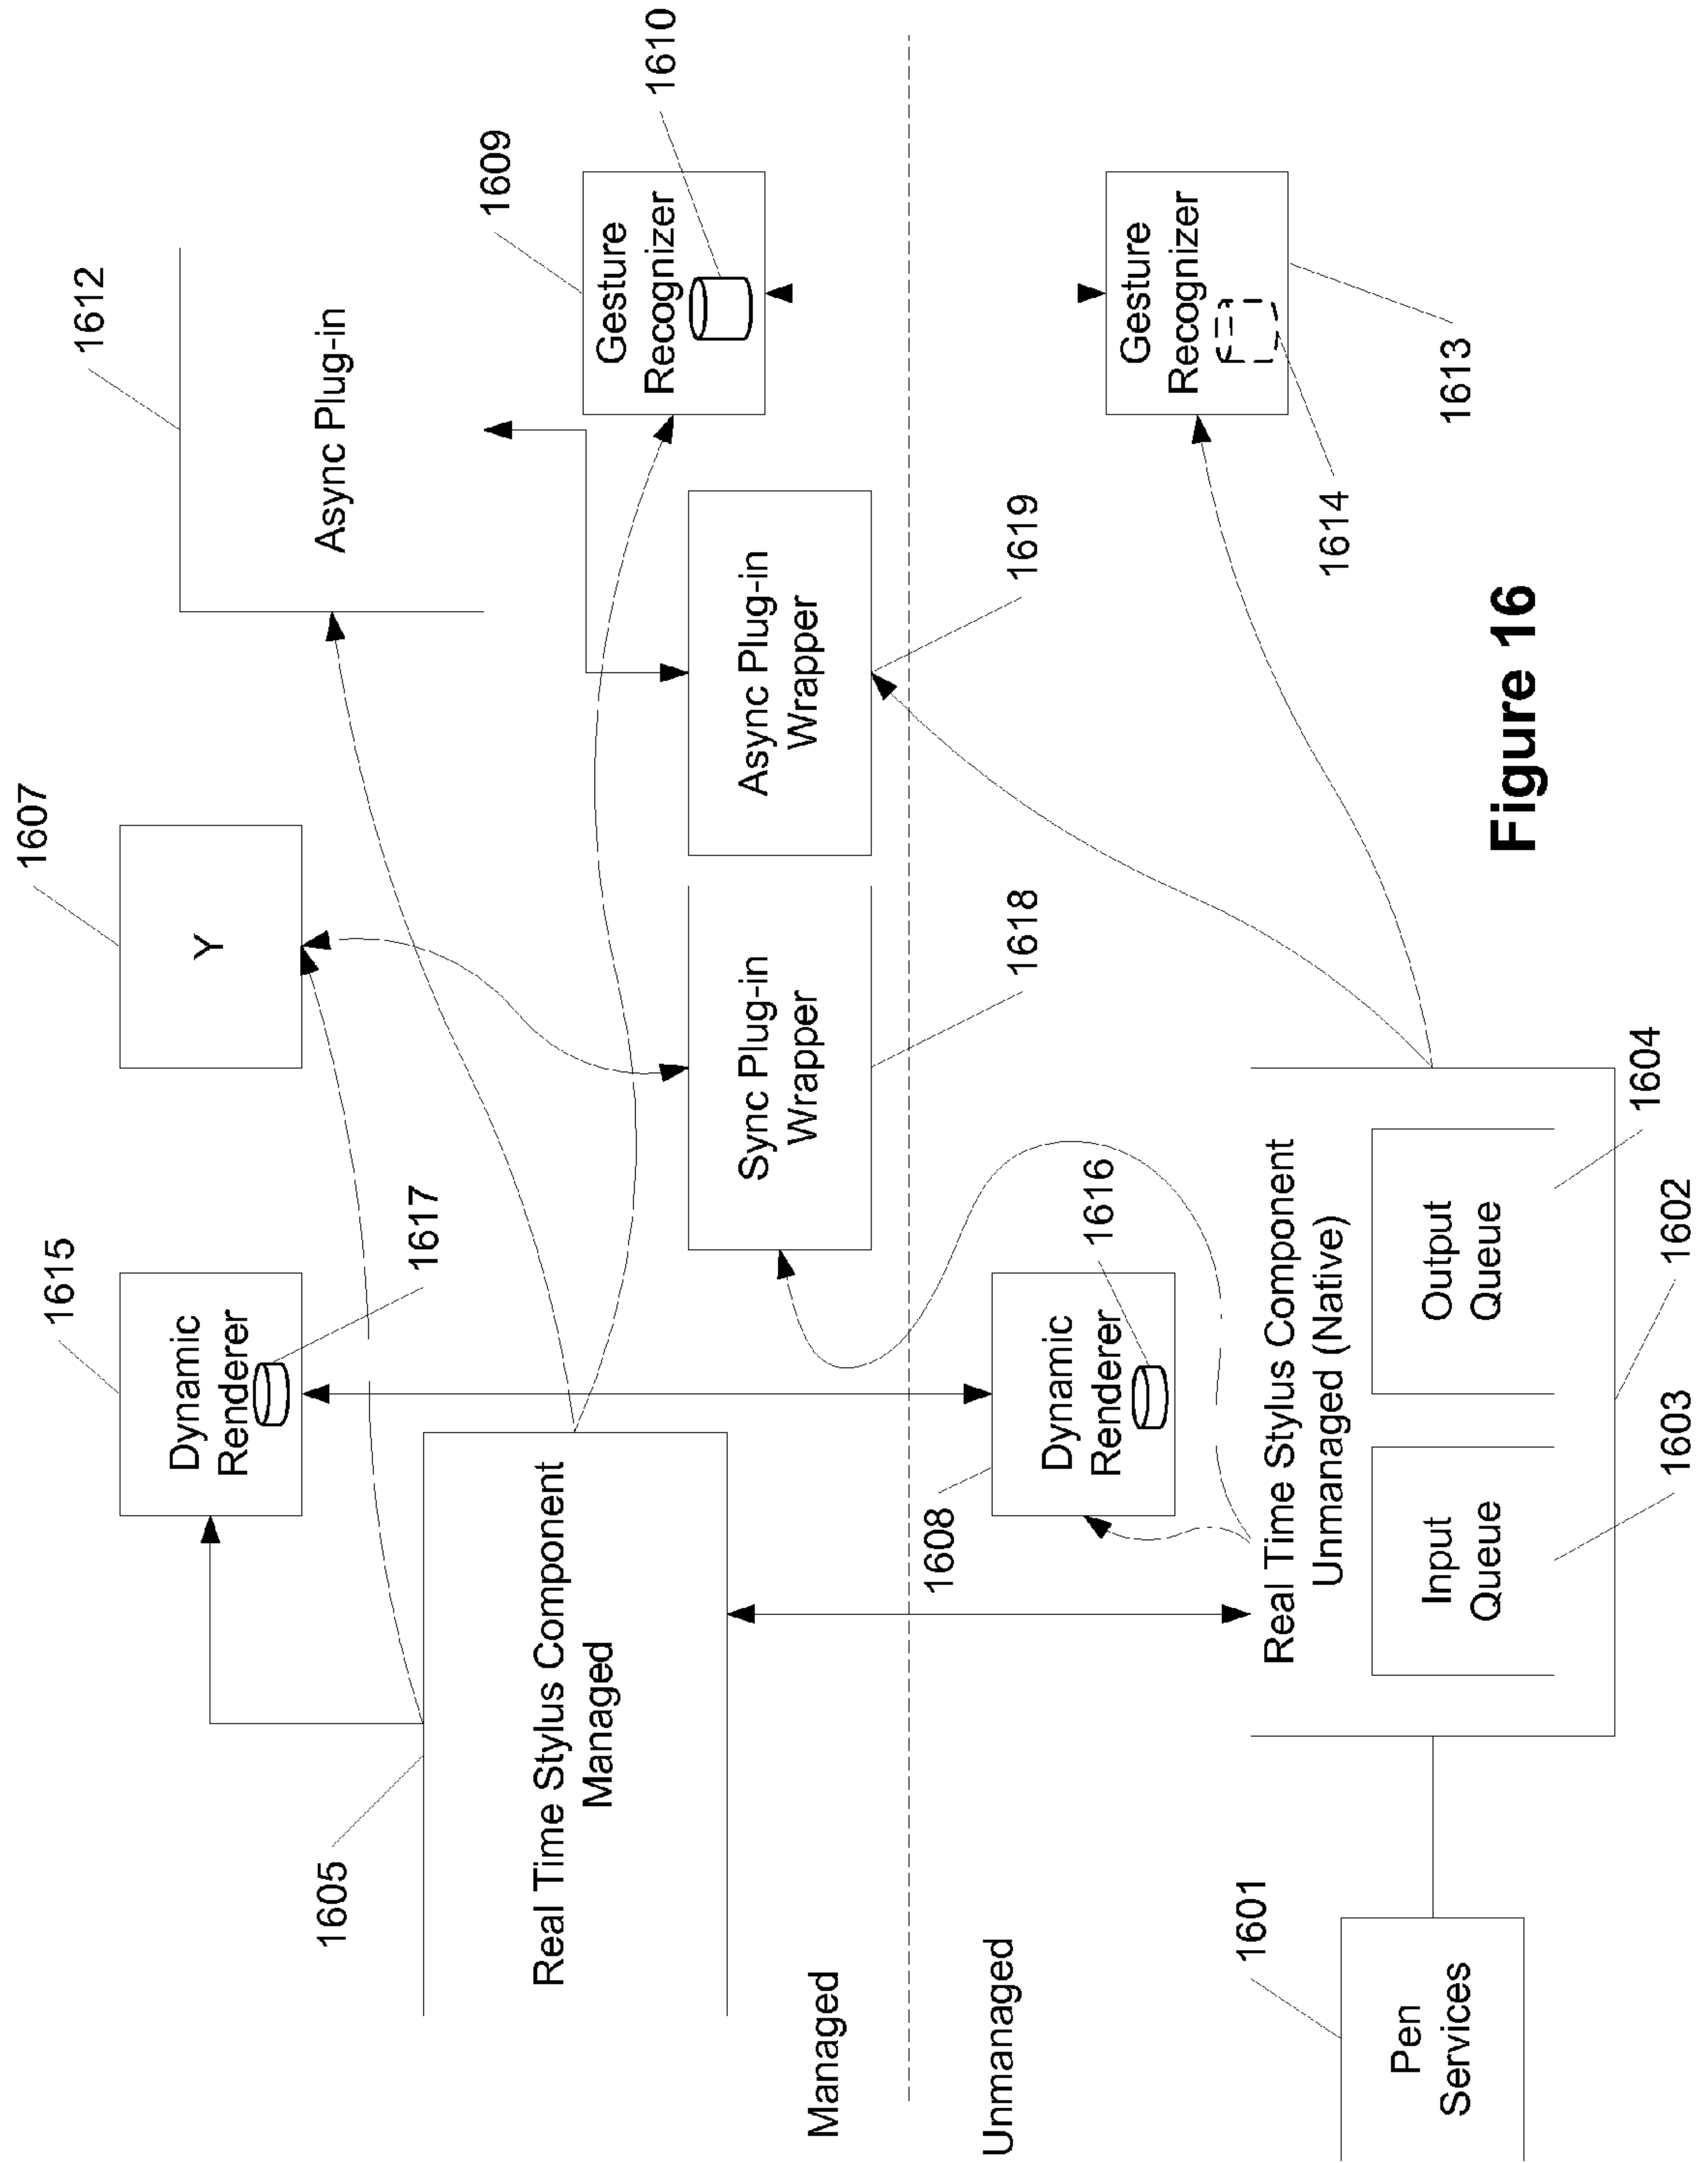 1615
Dynamic
Renderer
1617
1607
Y
1612
Async Plug-in
1605
Real Time Stylus Component
Managed
1609
Gesture
Recognizer
1610
Sync Plug-in
Wrapper
1618
Async Plug-in
Wrapper
1619
Managed
Unmanaged
1608
Dynamic
Renderer
1616
Gesture
Recognizer
1614
1613
1601
Pen
Services
Real Time Stylus Component
Unmanaged (Native)
Input
Queue
1603
Output
Queue
1604
1602
Figure 16